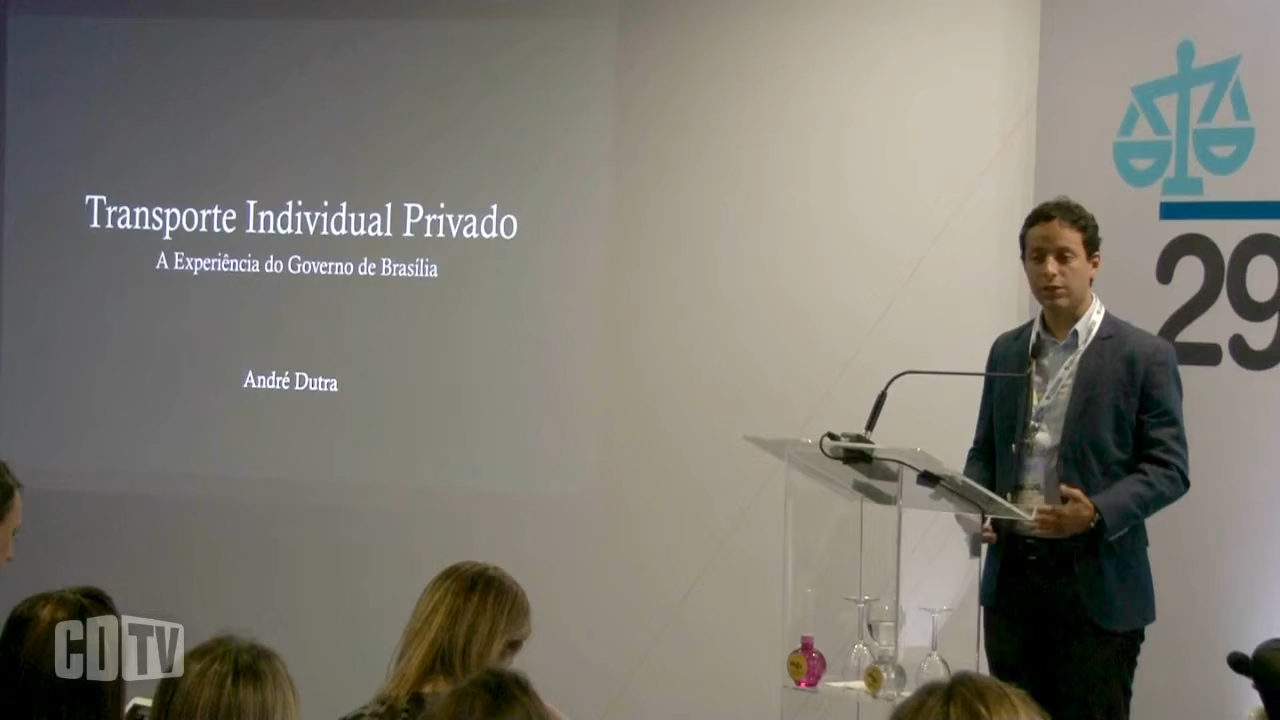 Transporte Individual Privado
A Experiência do Governo de Brasília
André Dutra
29
CDTV